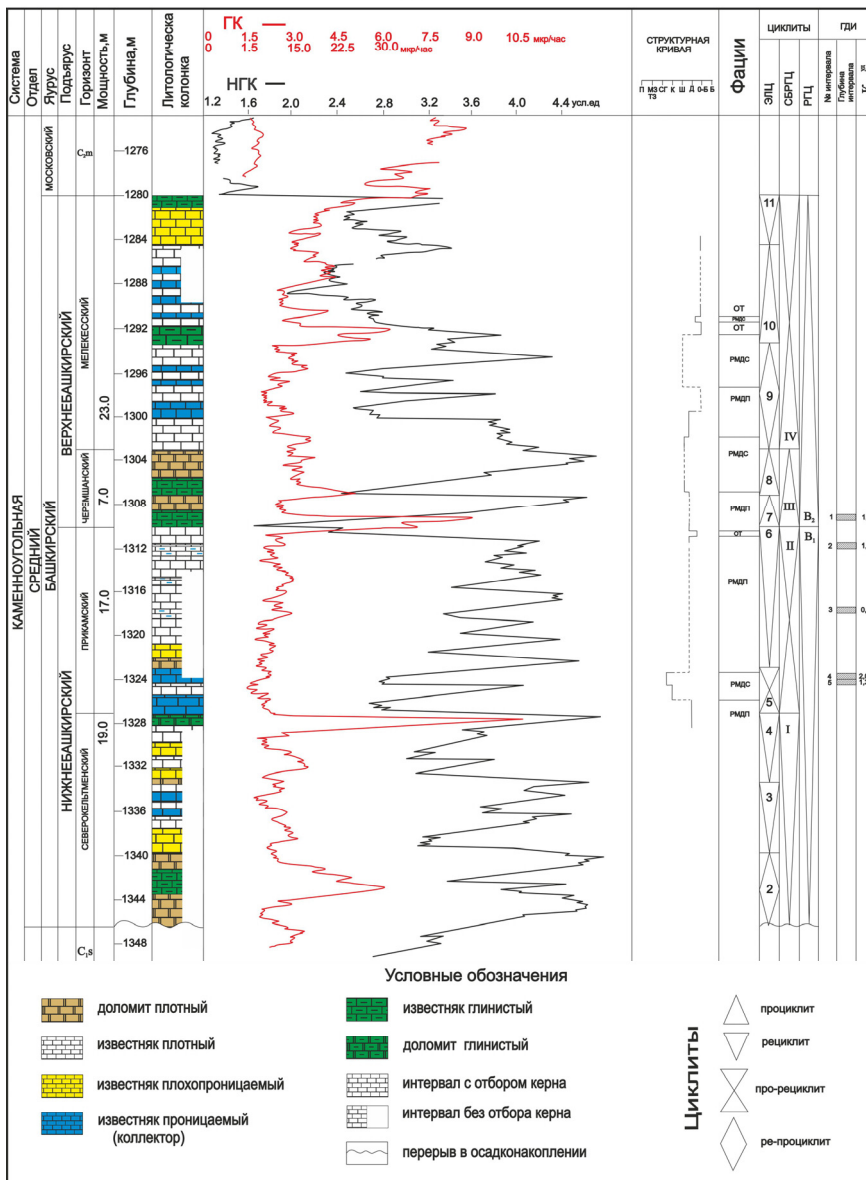 Система
Отдел
Яурус
Подъярус
Горизонт
Мощность,м
Глубина,м
Литологическа
колонка
ГК
0 1.5 3.0 4.5 6.0 7.5 9.0 10.5 мкр/час
0 1.5 15.0 22.5 30.0 мкр/час
НГК
1.2 1.6 2.0 2.4 2.8 3.2 3.6 4.0 4.4 усл.ед
СТРУКТУРНАЯ
КРИВАЯ
П МЗ СГ К Ш Д О-Б Б
ТЗ
Фации
ЦИКЛИТЫ
ЭЛЦ
СБРГЦ
РГЦ
ГДИ
№ интервала
Глубина
интервала
КАМЕННОУГОЛЬНАЯ
СРЕДНИЙ
МОСКОВСКИЙ
БАШКИРСКИЙ
ВЕРХНЕБАШКИРСКИЙ
НИЖНЕБАШКИРСКИЙ
C₂m
МЕЛЕКЕССКИЙ
ЧЕРЕМШАНСКИЙ
ПРИКАМСКИЙ
СЕВЕРОКЕЛЬТМЕНСКИЙ
C₁s
23.0
7.0
17.0
19.0
1276
1280
1284
1288
1292
1296
1300
1304
1308
1312
1316
1320
1324
1328
1332
1336
1340
1344
1348
ОТ
РМДС
ОТ
РМДС
РМДП
РМДС
РМДП
ОТ
РМДП
РМДС
РМДП
11
10
9
8
7
6
5
4
3
2
IV
III
II
I
B₂
B₁
1
2
3
4
5
Условные обозначения
доломит плотный
известняк плотный
известняк плохопроницаемый
известняк проницаемый
(коллектор)
известняк глинистый
доломит глинистый
интервал с отбором керна
интервал без отбора керна
перерыв в осадконакоплении
Циклиты
проциклит
рециклит
про-рециклит
ре-проциклит